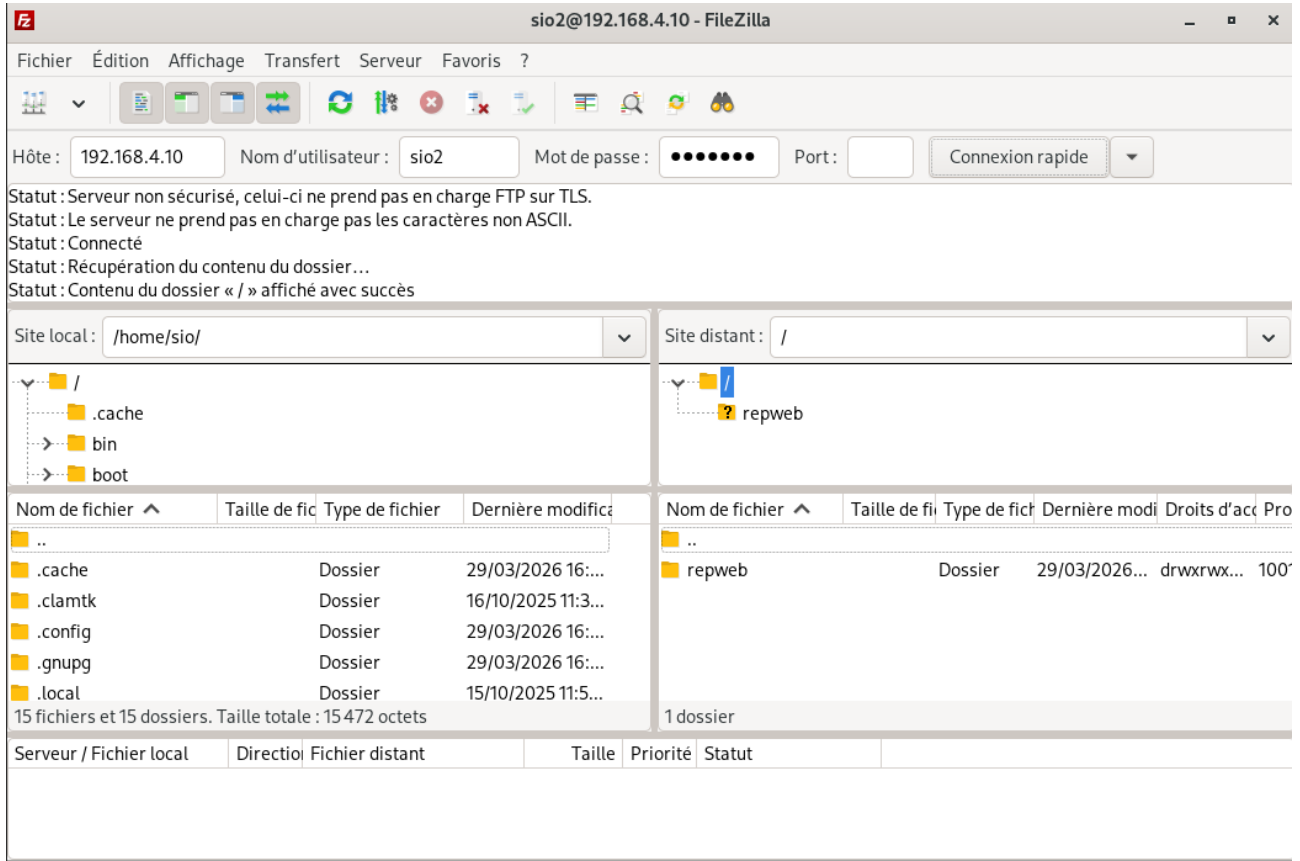 sio2@192.168.4.10 - FileZilla
Fichier Édition Affichage Transfert Serveur Favoris ?
Hôte : 192.168.4.10 Nom d'utilisateur : sio2 Mot de passe : ●●●●●●● Port : Connexion rapide
Statut : Serveur non sécurisé, celui-ci ne prend pas en charge FTP sur TLS.
Statut : Le serveur ne prend pas en charge pas les caractères non ASCII.
Statut : Connecté
Statut : Récupération du contenu du dossier…
Statut : Contenu du dossier « / » affiché avec succès
Site local : /home/sio/
/
.cache
bin
boot
Nom de fichier Taille de fic Type de fichier Dernière modifica
..
.cache Dossier 29/03/2026 16:...
.clamtk Dossier 16/10/2025 11:3...
.config Dossier 29/03/2026 16:...
.gnupg Dossier 29/03/2026 16:...
.local Dossier 15/10/2025 11:5...
15 fichiers et 15 dossiers. Taille totale : 15 472 octets
Site distant : /
/
? repweb
Nom de fichier Taille de fi Type de fich Dernière modi Droits d'acc Pro
..
repweb Dossier 29/03/2026... drwxrwx... 1001
1 dossier
Serveur / Fichier local Direction Fichier distant Taille Priorité Statut